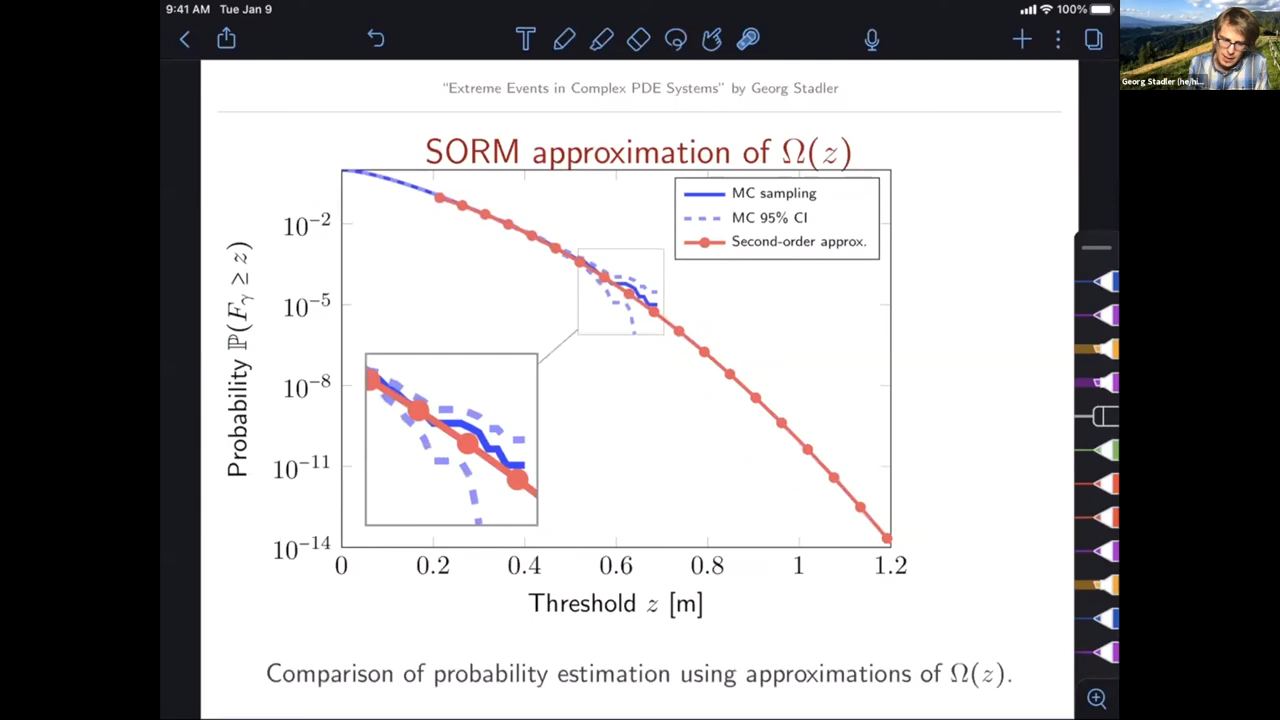 9:41 AM Tue Jan 9
100%
Georg Stadler (he/hi...
"Extreme Events in Complex PDE Systems" by Georg Stadler
SORM approximation of Ω(z)
MC sampling
MC 95% CI
Second-order approx.
Probability ℙ(Fγ ≥ z)
10⁻²
10⁻⁵
10⁻⁸
10⁻¹¹
10⁻¹⁴
0 0.2 0.4 0.6 0.8 1 1.2
Threshold z [m]
Comparison of probability estimation using approximations of Ω(z).